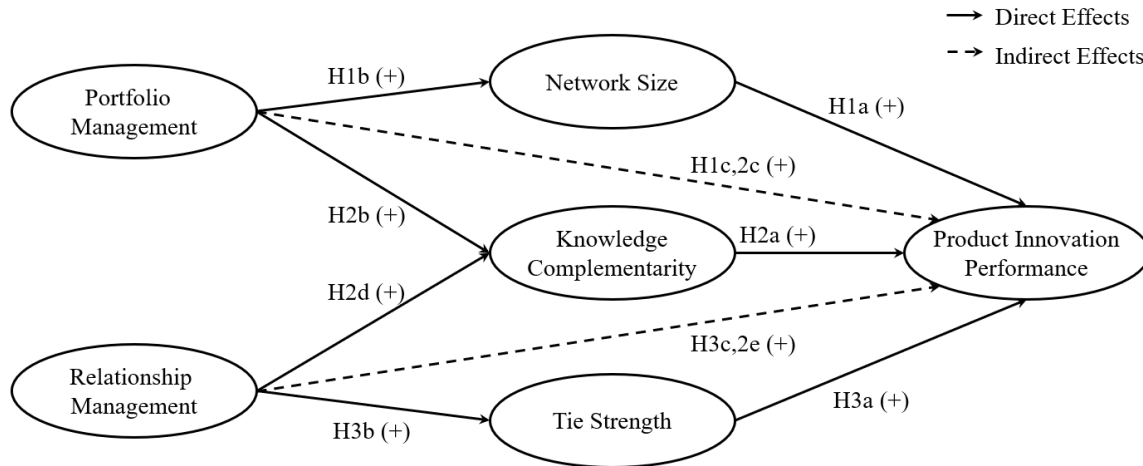 Direct Effects
Indirect Effects
H1b (+)
Network Size
Portfolio
Management
H1a (+)
H1c,2c (+)
H2b (+)
Knowledge
Complementarity
H2a (+)
Product Innovation
Performance
H2d (+)
H3c,2e (+)
Relationship
Management
H3b (+)
Tie Strength
H3a (+)